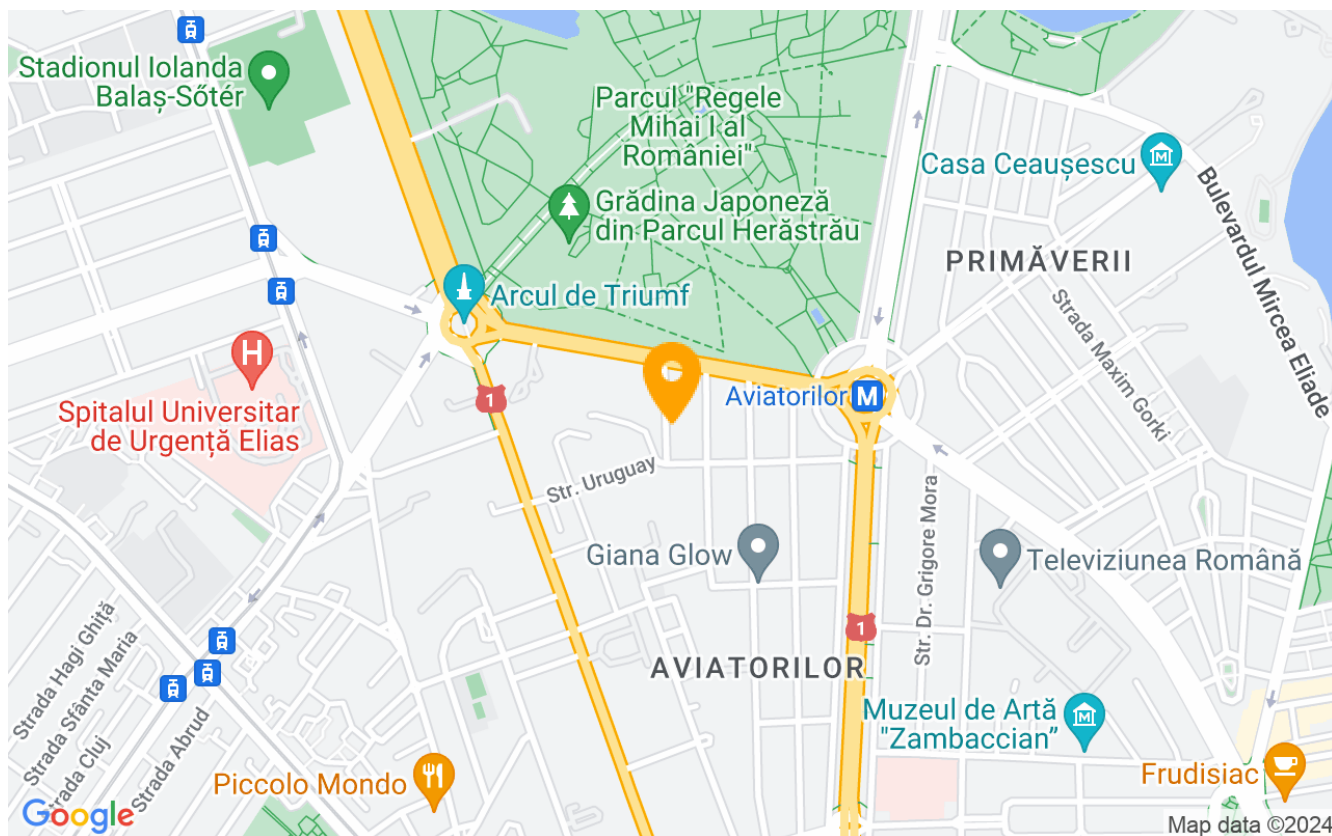 Stadionul Iolanda
Balaș-Sőtér
Parcul "Regele
Mihai I al
României"
Casa Ceaușescu
Grădina Japoneză
din Parcul Herăstrău
Bulevardul Mircea Eliade
PRIMĂVERII
Arcul de Triumf
Strada Maxim Gorki
H
1
Aviatorilor M
Spitalul Universitar
de Urgență Elias
Str. Uruguay
Str. Dr. Grigore Mora
Giana Glow
Televiziunea Română
1
Strada Hagi Ghiță
Strada Sfânta Maria
Strada Cluj
Strada Abrud
AVIATORILOR
Muzeul de Artă
"Zambaccian”
Piccolo Mondo
Frudisiac
Google
Map data ©2024